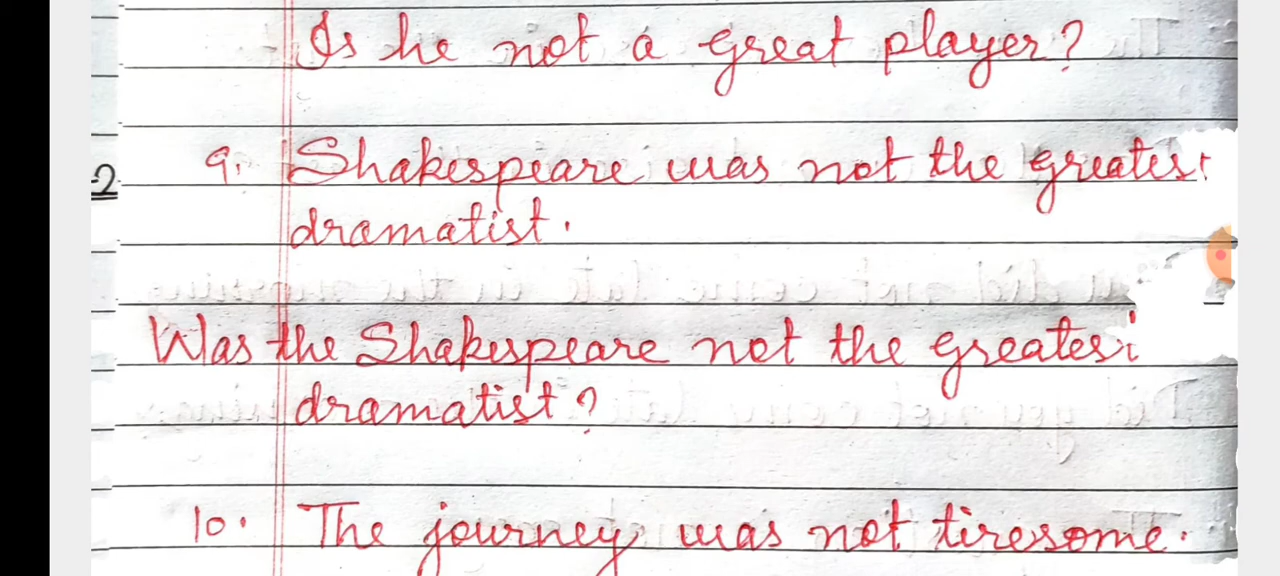 Is he not a great player?
9. Shakespeare was not the greatest
2
dramatist.
Was the Shakespeare not the greatest
dramatist?
10. The journey was not tiresome.